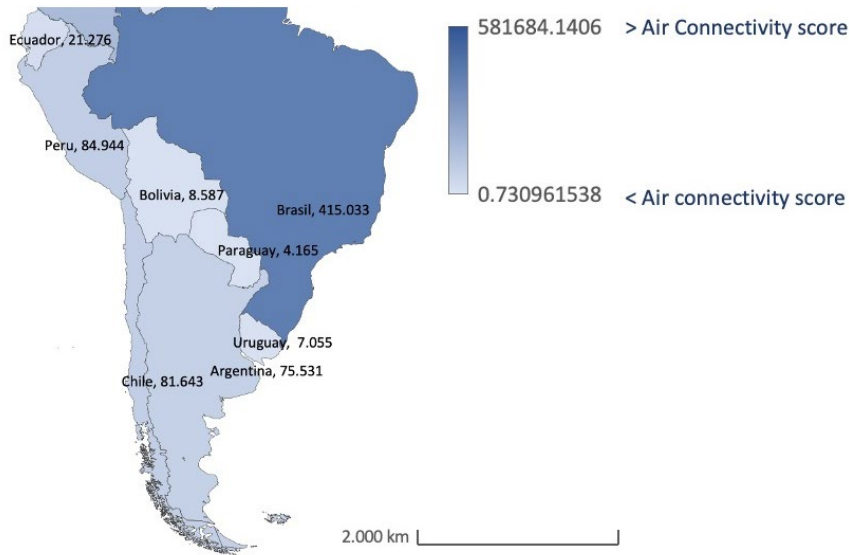 581684.1406 > Air Connectivity score
Ecuador, 21.276
Peru, 84.944
Bolivia, 8.587
0.730961538 < Air connectivity score
Brasil, 415.033
Paraguay, 4.165
Uruguay, 7.055
Argentina, 75.531
Chile, 81.643
2.000 km